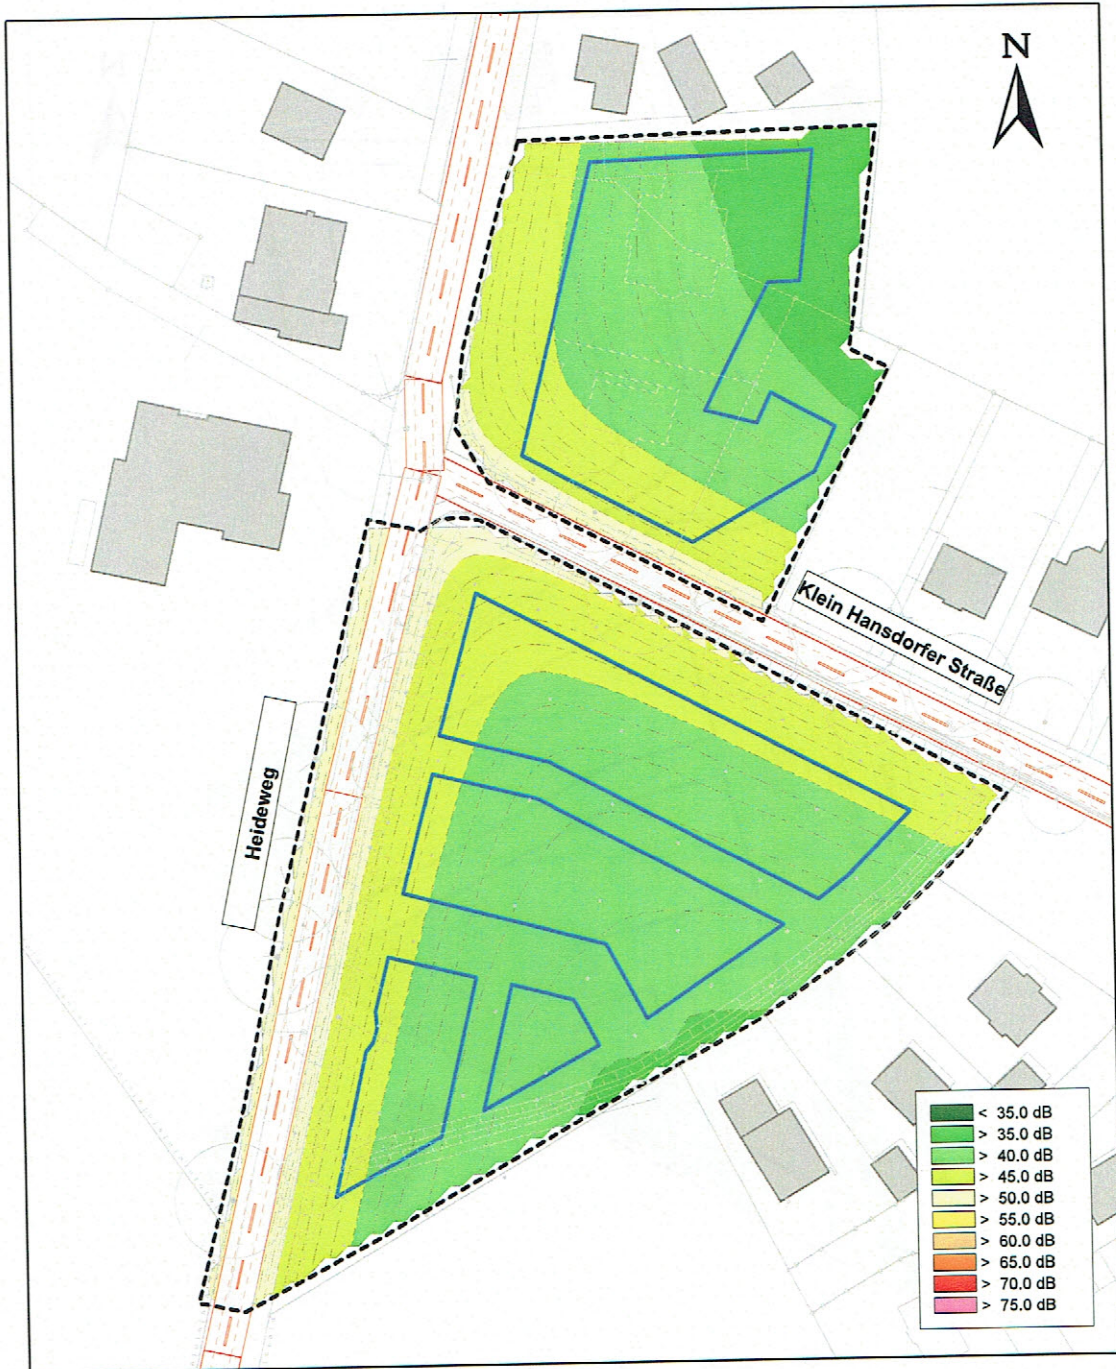 N
Klein Hansdorfer Straße
Heideweg
< 35.0 dB
> 35.0 dB
> 40.0 dB
> 45.0 dB
> 50.0 dB
> 55.0 dB
> 60.0 dB
> 65.0 dB
> 70.0 dB
> 75.0 dB